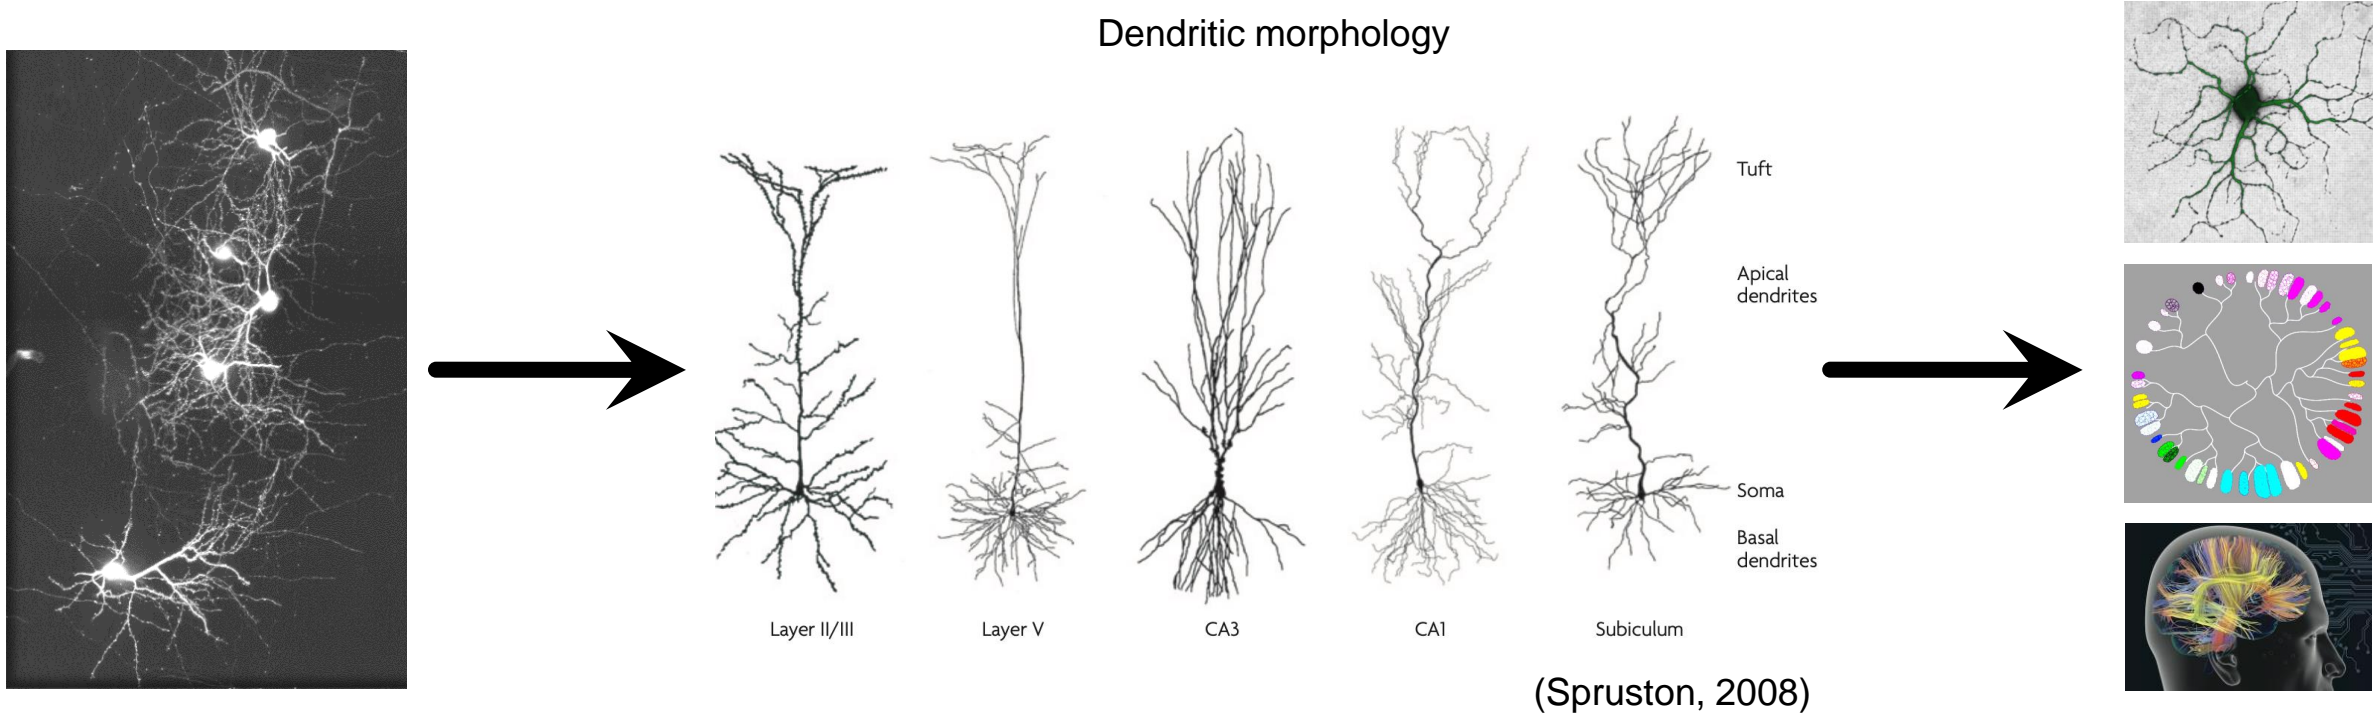 Dendritic morphology
Tuft
Apical
dendrites
Soma
Basal
dendrites
Layer II/III
Layer V
CA3
CA1
Subiculum
(Spruston, 2008)